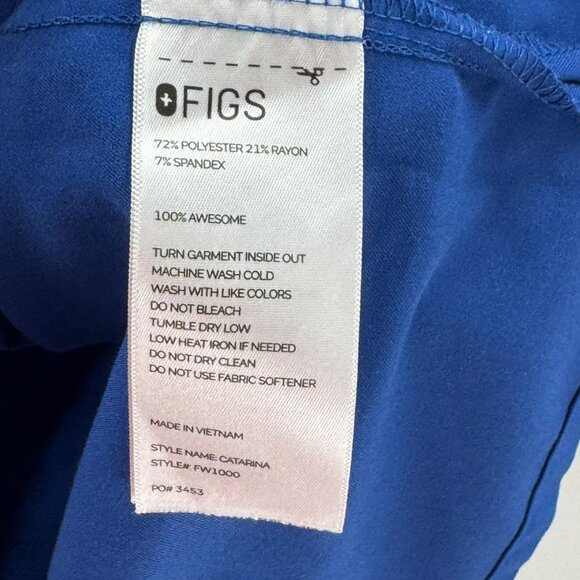 FIGS
72% POLYESTER 21% RAYON
7% SPANDEX
100% AWESOME
TURN GARMENT INSIDE OUT
MACHINE WASH COLD
WASH WITH LIKE COLORS
DO NOT BLEACH
TUMBLE DRY LOW
LOW HEAT IRON IF NEEDED
DO NOT DRY CLEAN
DO NOT USE FABRIC SOFTENER
MADE IN VIETNAM
STYLE NAME: CATARINA
STYLE#: FW1000
PO# 3453